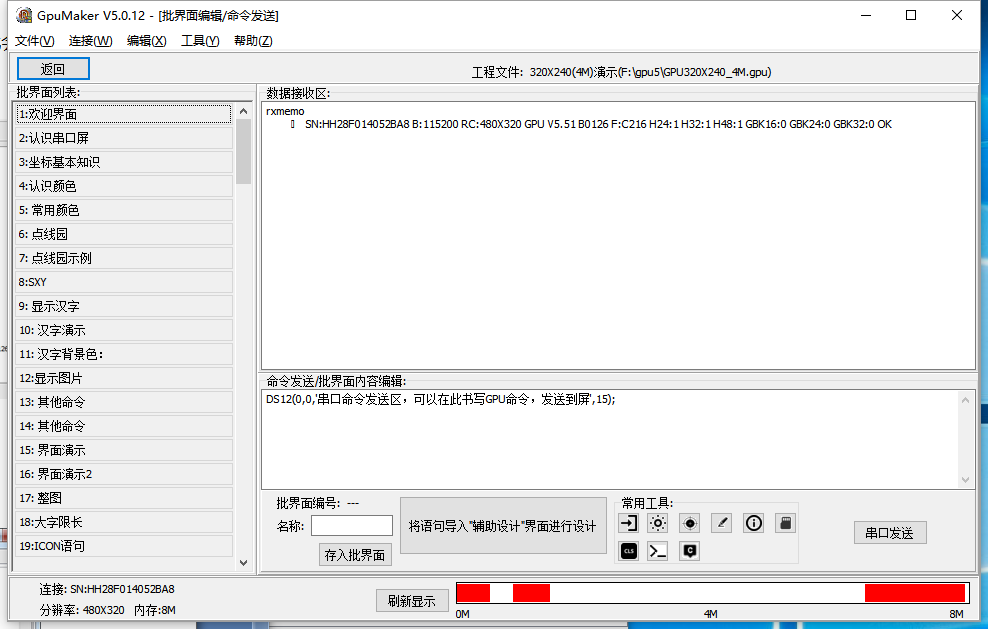 GpuMaker V5.0.12 - [批界面编辑/命令发送]
文件(V) 连接(W) 编辑(X) 工具(Y) 帮助(Z)
返回
工程文件: 320X240(4M)演示(F:\gpu5\GPU320X240_4M.gpu)
批界面列表:
1:欢迎界面
2:认识串口屏
3:坐标基本知识
4:认识颜色
5: 常用颜色
6: 点线园
7: 点线园示例
8:SXY
9: 显示汉字
10: 汉字演示
11: 汉字背景色:
12:显示图片
13: 其他命令
14: 其他命令
15: 界面演示
16: 界面演示2
17: 整图
18:大字限长
19:ICON语句
数据接收区:
rxmemo
SN:HH28F014052BA8 B:115200 RC:480X320 GPU V5.51 B0126 F:C216 H24:1 H32:1 H48:1 GBK16:0 GBK24:0 GBK32:0 OK
命令发送/批界面内容编辑:
DS12(0,0,'串口命令发送区，可以在此书写GPU命令，发送到屏',15);
批界面编号: ---
名称:
存入批界面
将语句导入"辅助设计"界面进行设计
常用工具:
CLS
C
串口发送
连接: SN:HH28F014052BA8
分辨率: 480X320 内存:8M
刷新显示
0M 4M 8M